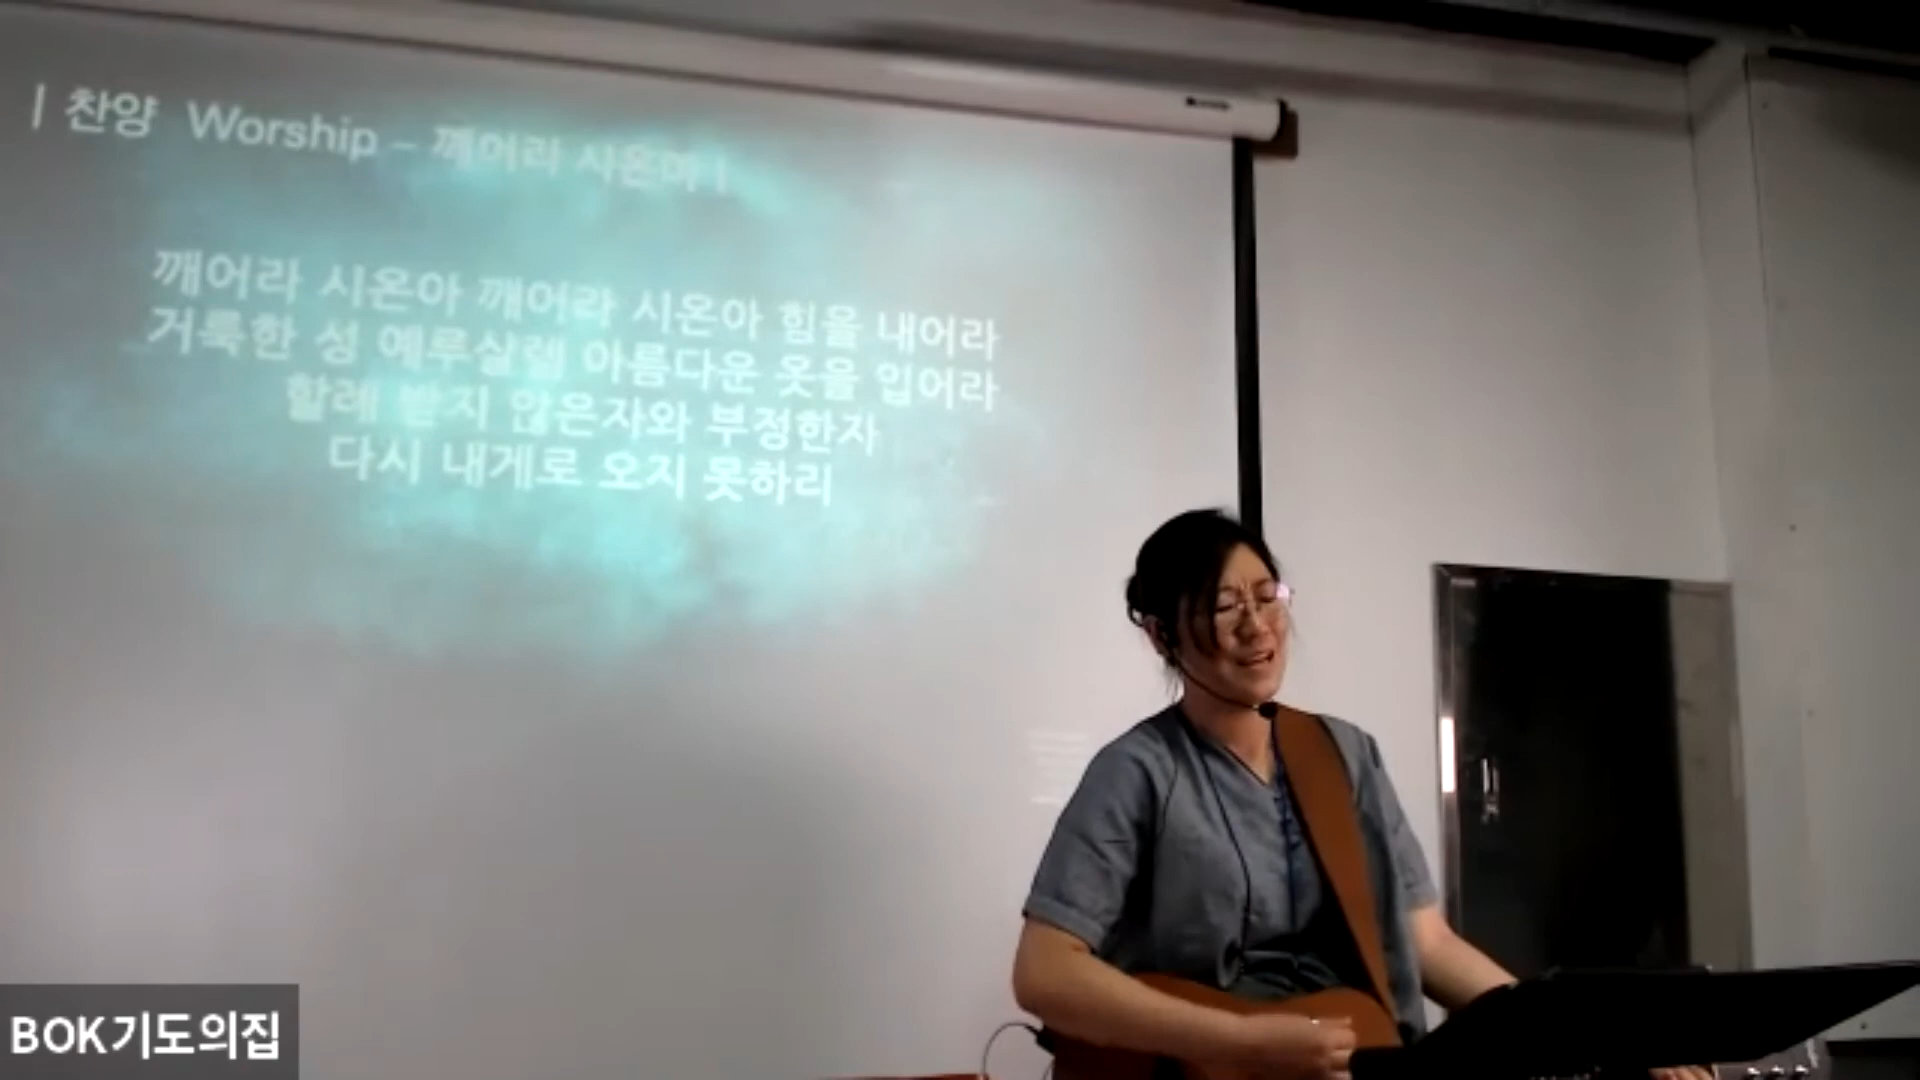 | 찬양 Worship - 깨어라 시온아 |
깨어라 시온아 깨어라 시온아 힘을 내어라
거룩한 성 예루살렘 아름다운 옷을 입어라
할례 받지 않은자와 부정한자
다시 내게로 오지 못하리
BOK기도의집